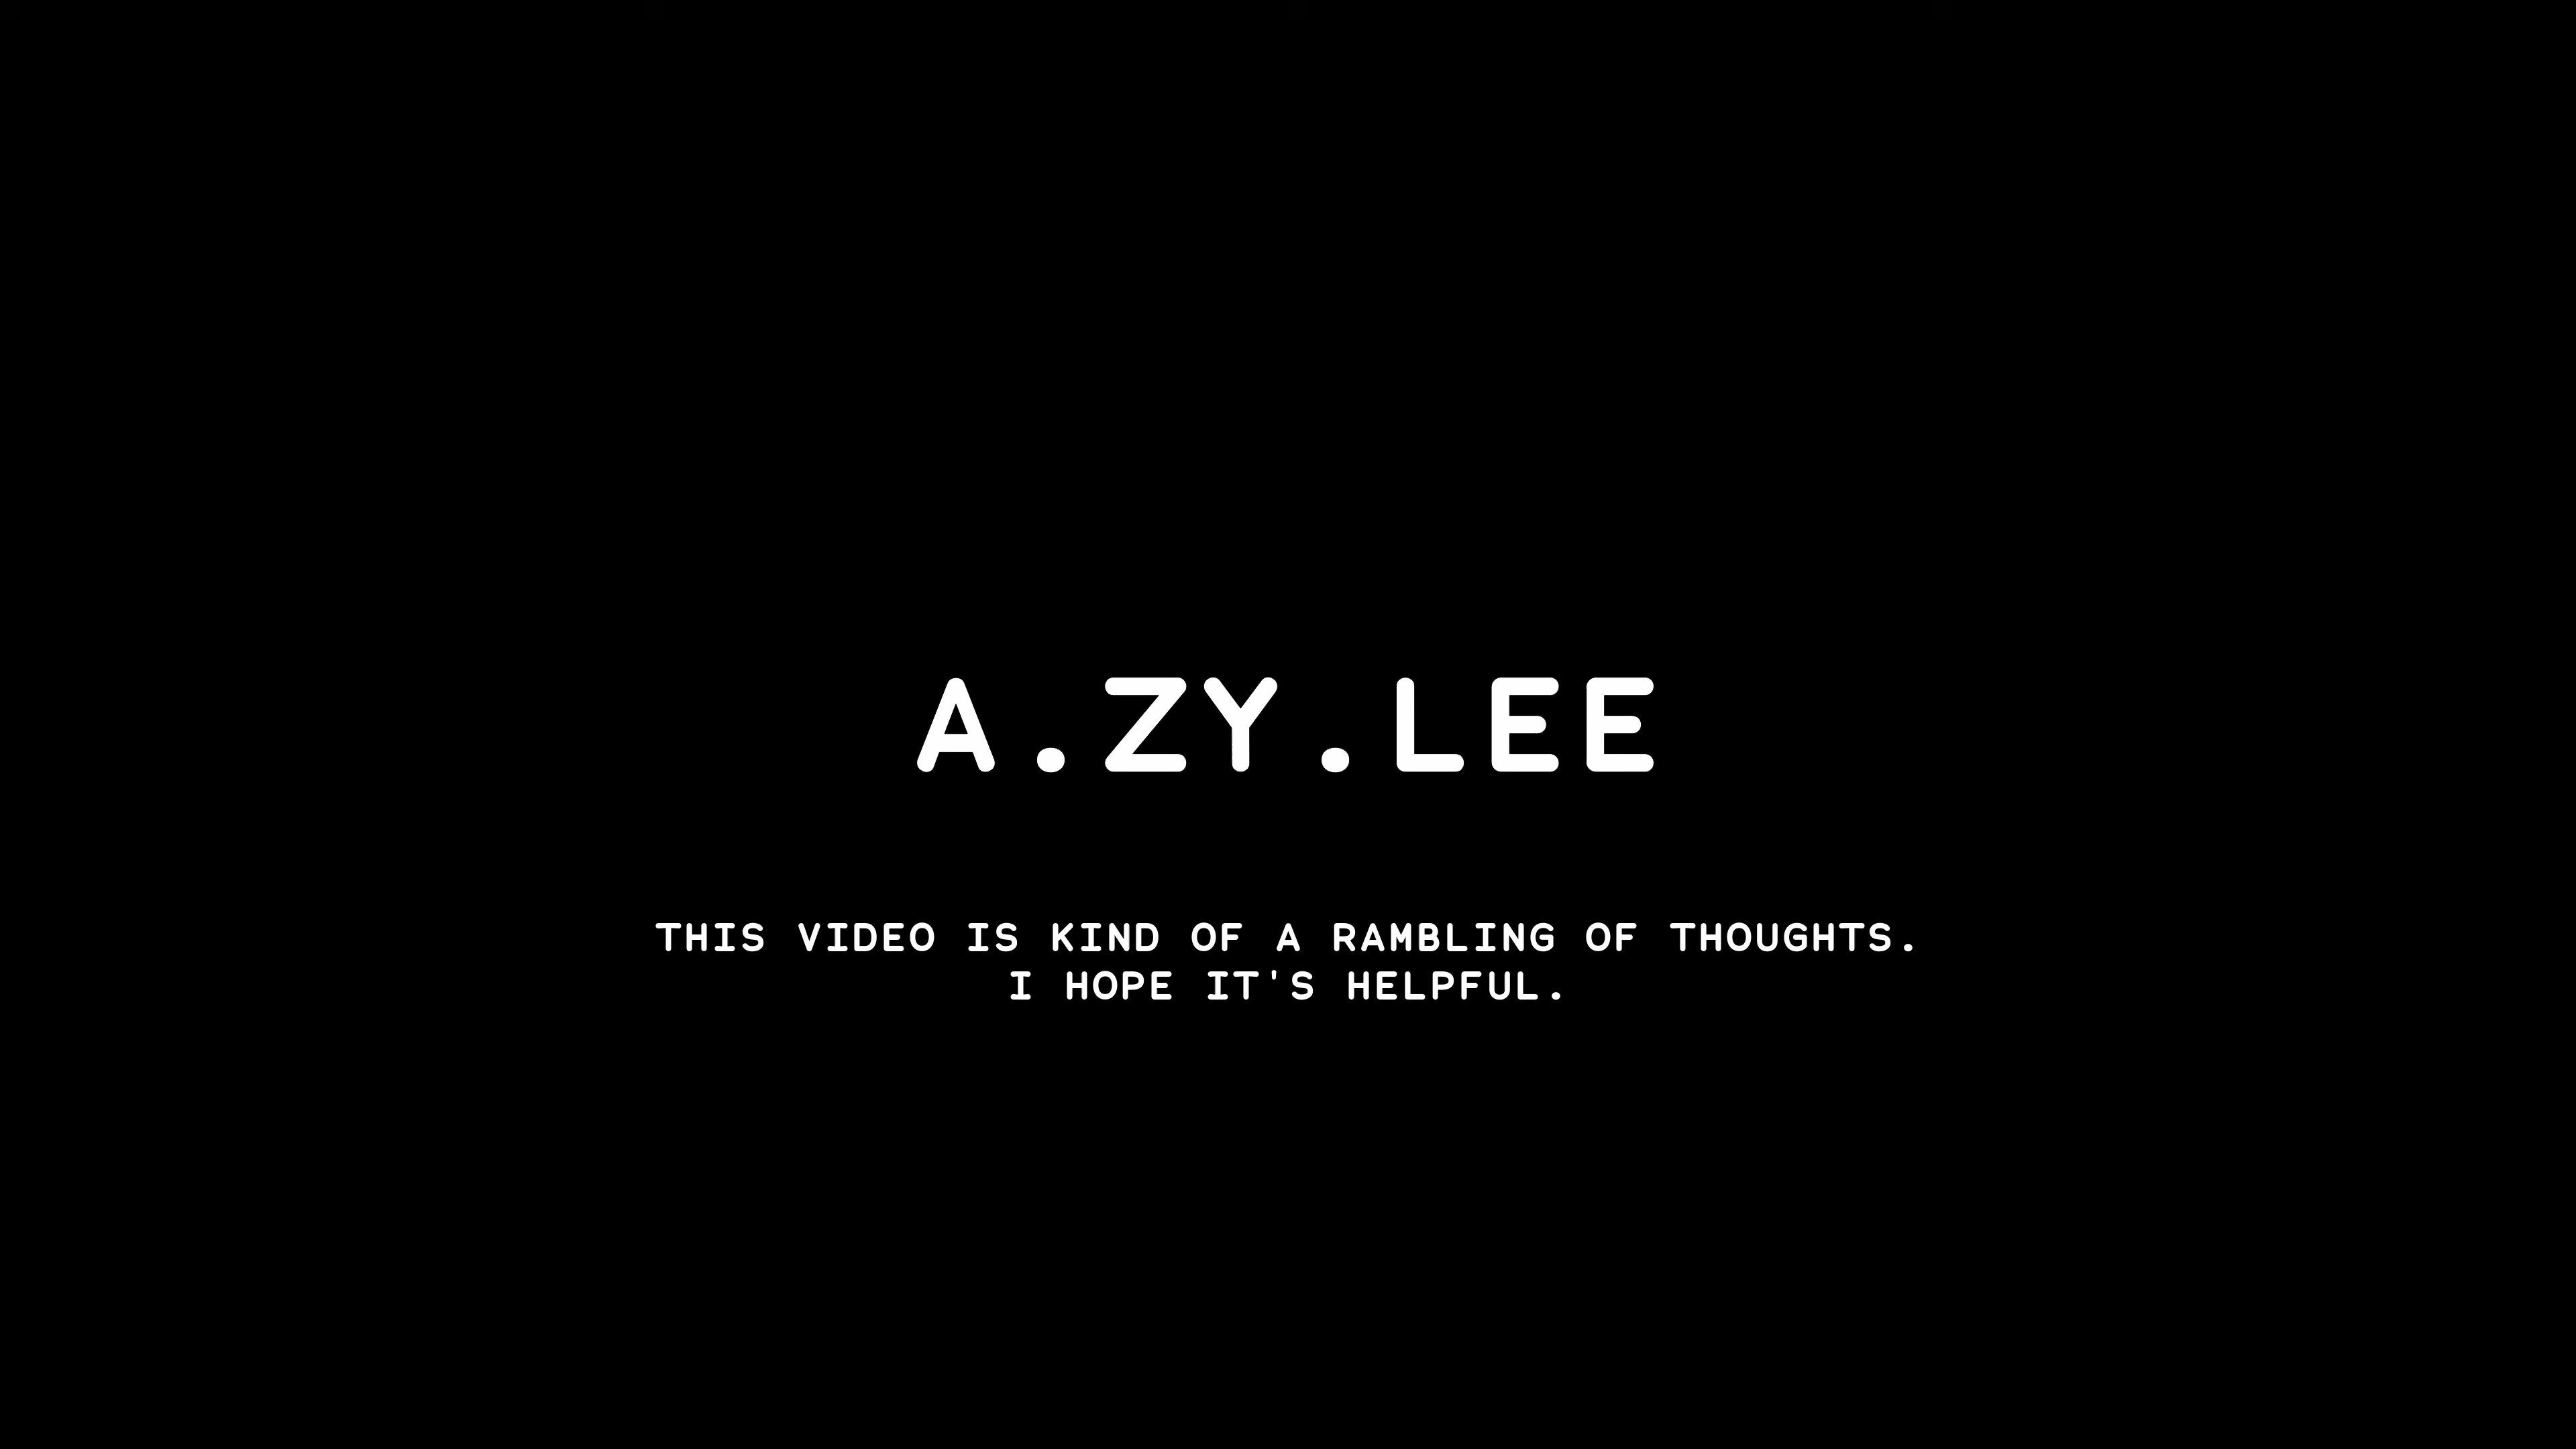 A.ZY.LEE
THIS VIDEO IS KIND OF A RAMBLING OF THOUGHTS.
I HOPE IT'S HELPFUL.